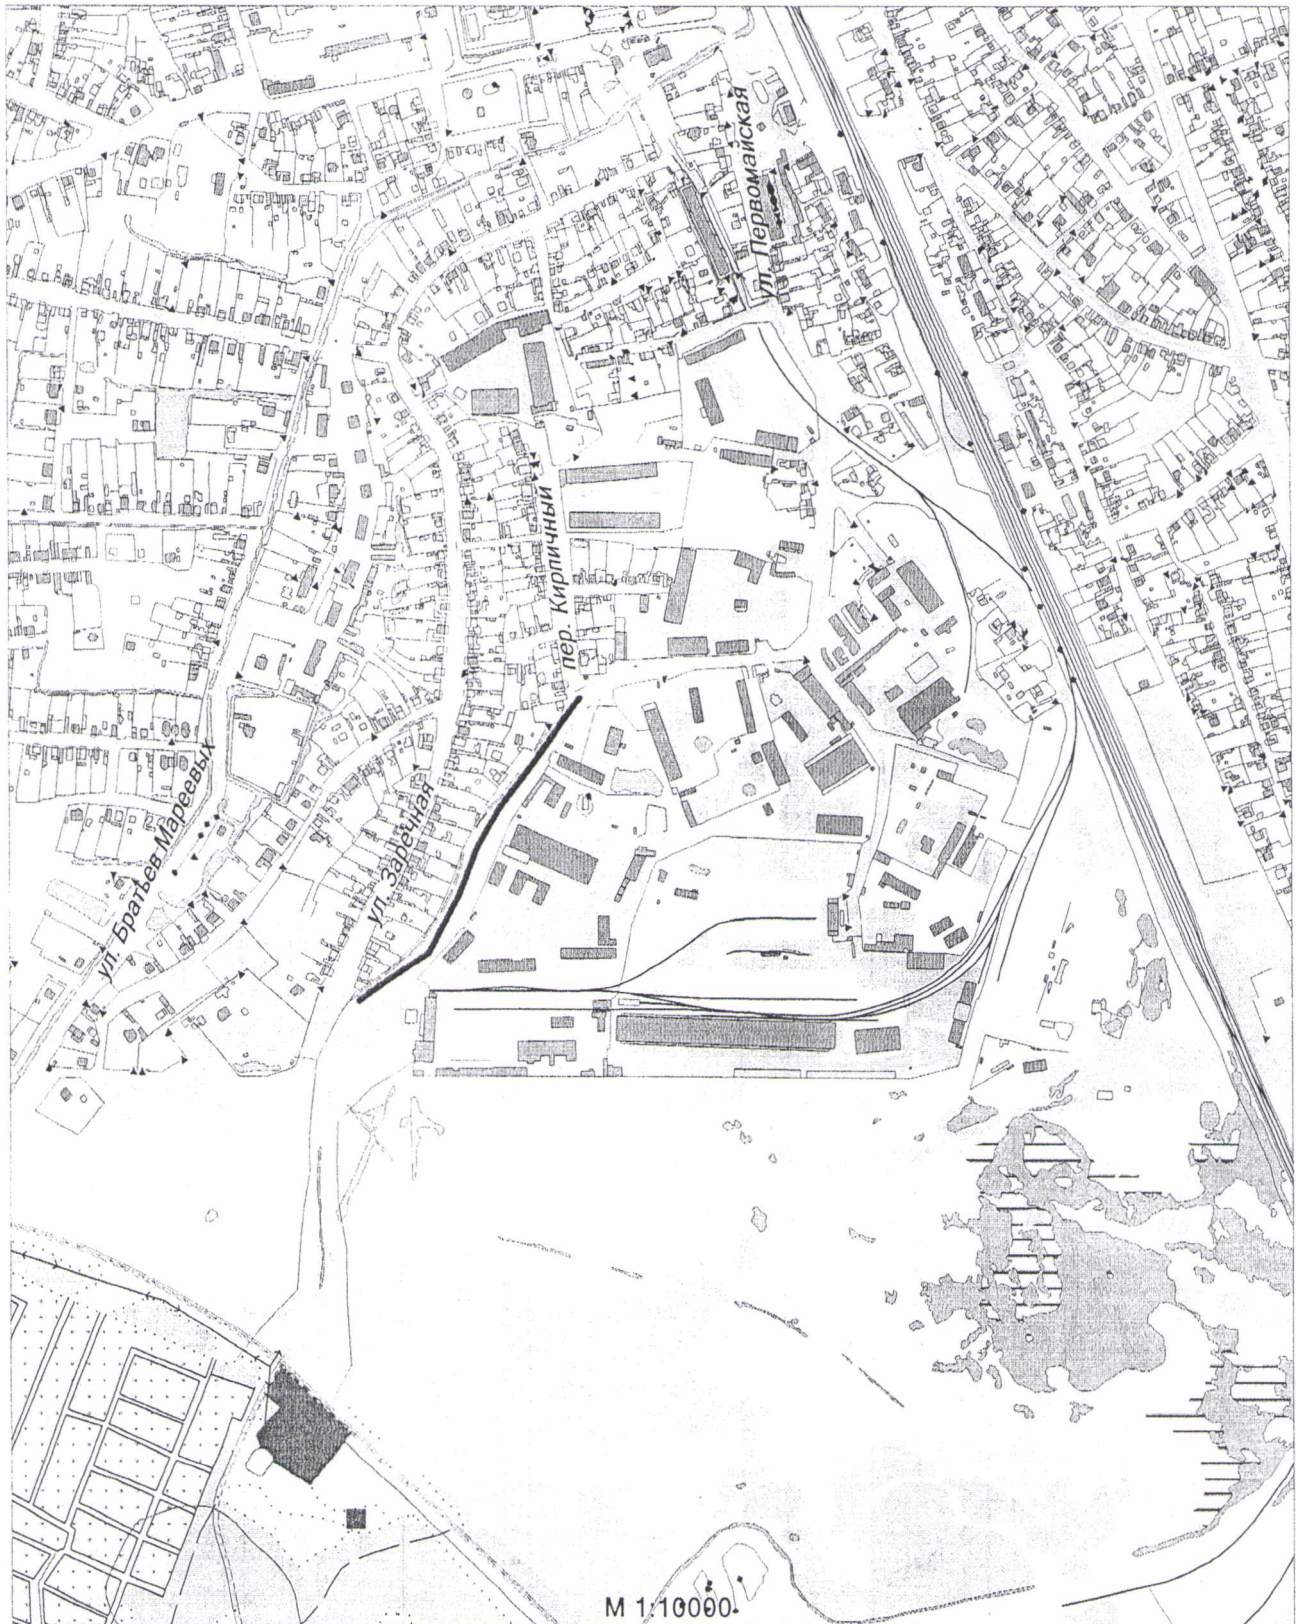 ул. Первомайская
пер. Кирпичный
ул. Братьев Мареевых
ул. Заречная
М 1:10000